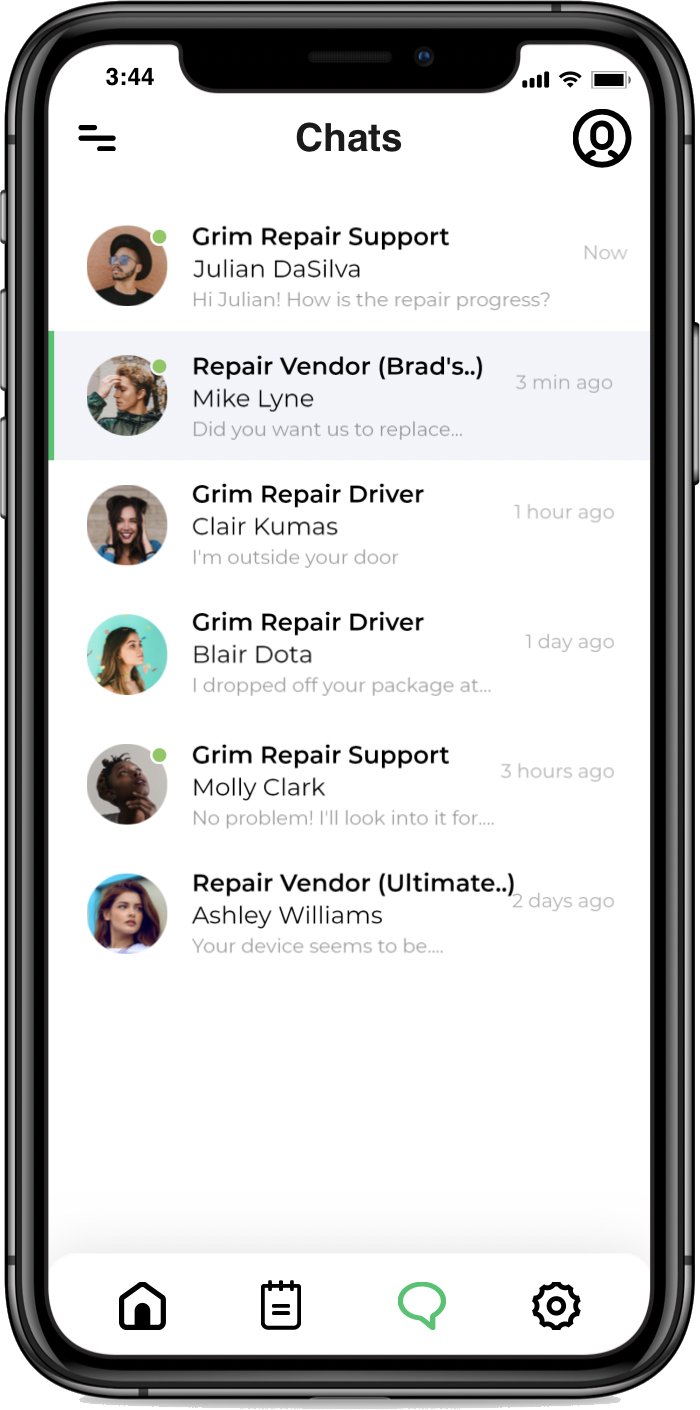 3:44
Chats
Grim Repair Support
Julian DaSilva
Now
Hi Julian! How is the repair progress?
Repair Vendor (Brad's..)
3 min ago
Mike Lyne
Did you want us to replace...
Grim Repair Driver
1 hour ago
Clair Kumas
I'm outside your door
Grim Repair Driver
1 day ago
Blair Dota
I dropped off your package at...
Grim Repair Support
3 hours ago
Molly Clark
No problem! I'll look into it for....
Repair Vendor (Ultimate..)
2 days ago
Ashley Williams
Your device seems to be....